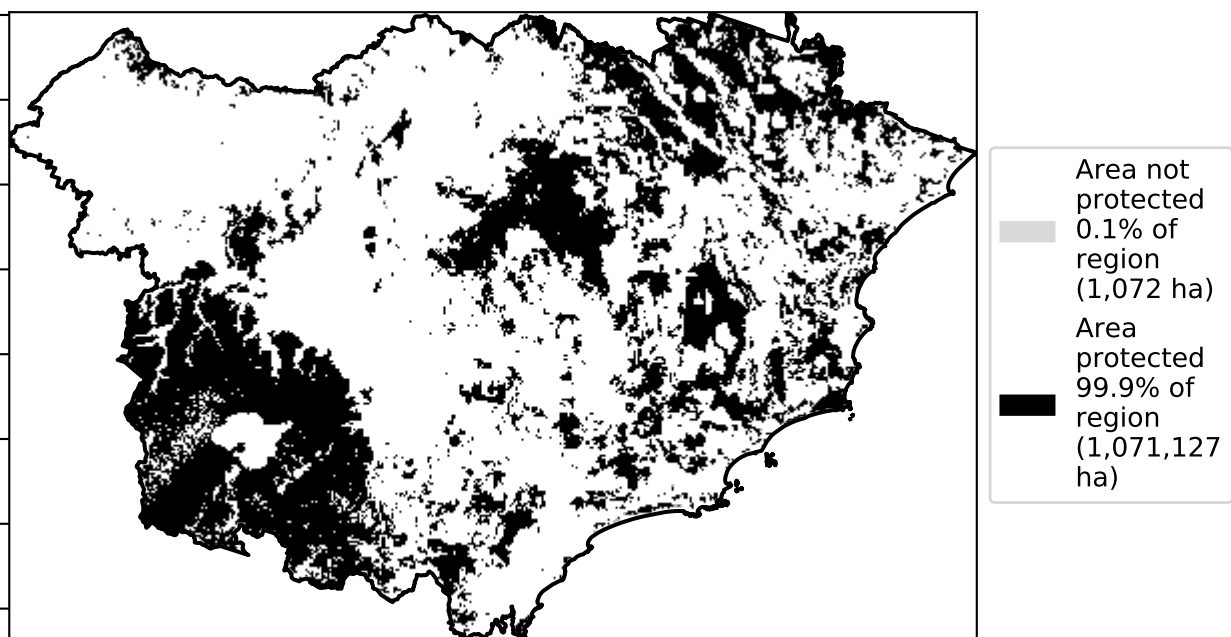 Area not
protected
0.1% of
region
(1,072 ha)
Area
protected
99.9% of
region
(1,071,127
ha)